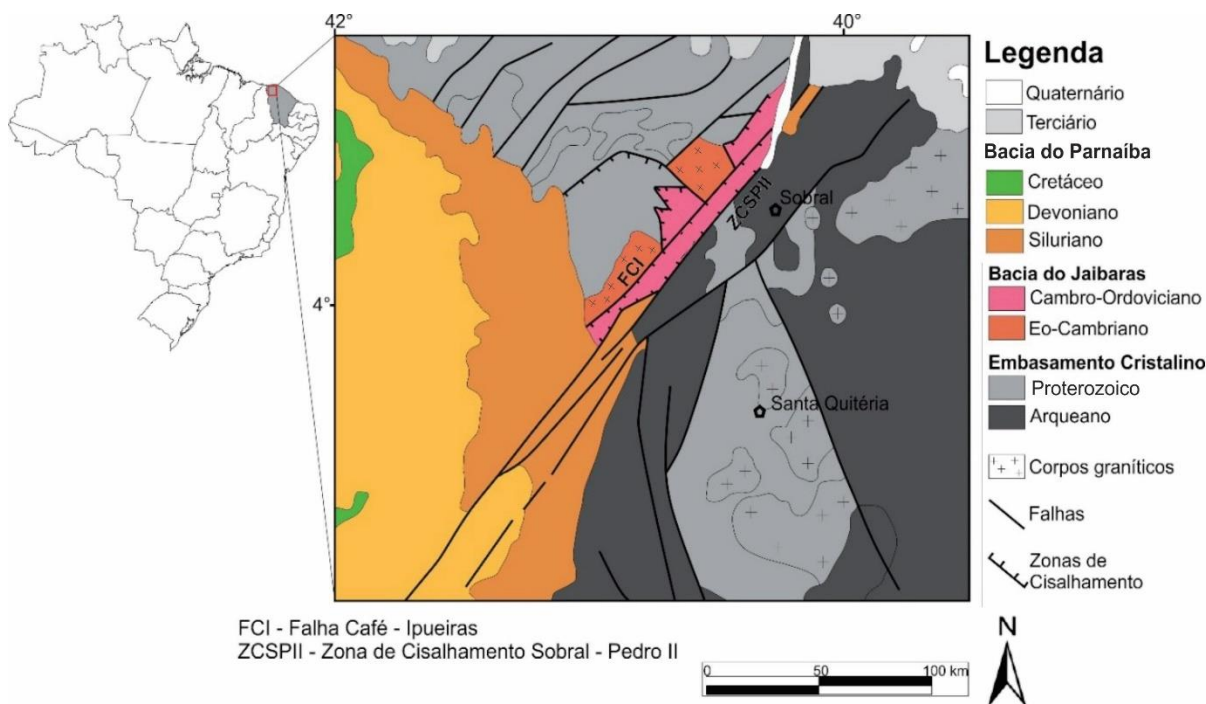 42°
40°
4°
ZCSPII
Sobral
FCI
Santa Quitéria
Legenda
Quaternário
Terciário
Bacia do Parnaíba
Cretáceo
Devoniano
Siluriano
Bacia do Jaibaras
Cambro-Ordoviciano
Eo-Cambriano
Embasamento Cristalino
Proterozoico
Arqueano
Corpos graníticos
Falhas
Zonas de
Cisalhamento
FCI - Falha Café - Ipueiras
ZCSPII - Zona de Cisalhamento Sobral - Pedro II
0 50 100 km
N